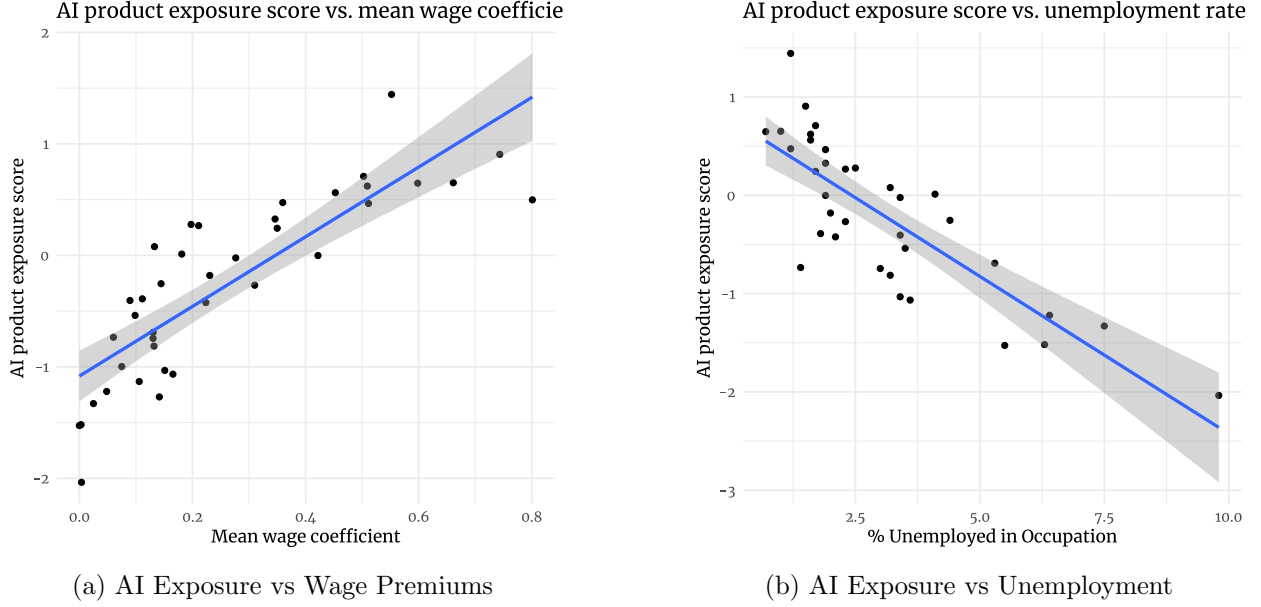 AI product exposure score vs. mean wage coefficie
AI product exposure score
2
1
0
−1
−2
0.0 0.2 0.4 0.6 0.8
Mean wage coefficient
(a) AI Exposure vs Wage Premiums
AI product exposure score vs. unemployment rate
AI product exposure score
1
0
−1
−2
−3
2.5 5.0 7.5 10.0
% Unemployed in Occupation
(b) AI Exposure vs Unemployment